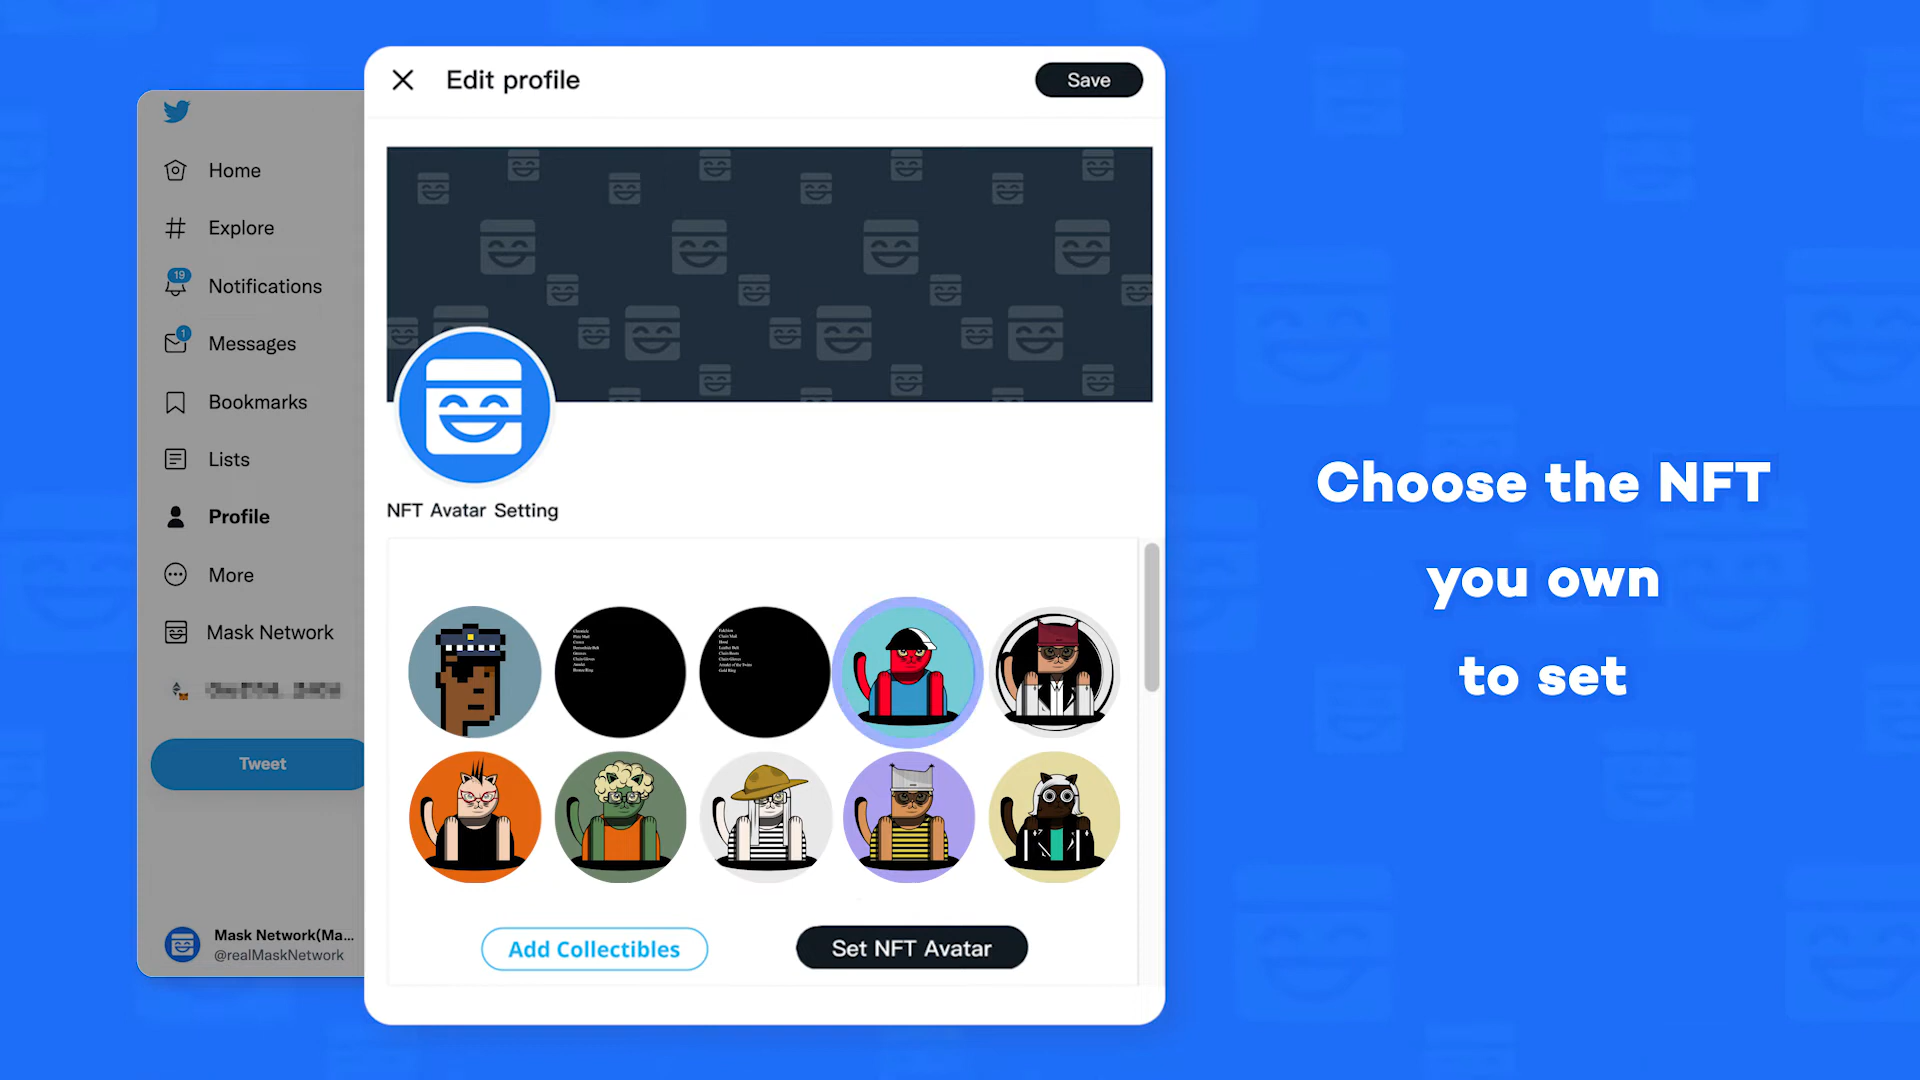 Edit profile
Save
Home
Explore
19
Notifications
1
Messages
Bookmarks
Lists
Profile
More
Mask Network
Tweet
Mask Network(Ma...
@realMaskNetwork
NFT Avatar Setting
Add Collectibles
Set NFT Avatar
Choose the NFT
you own
to set